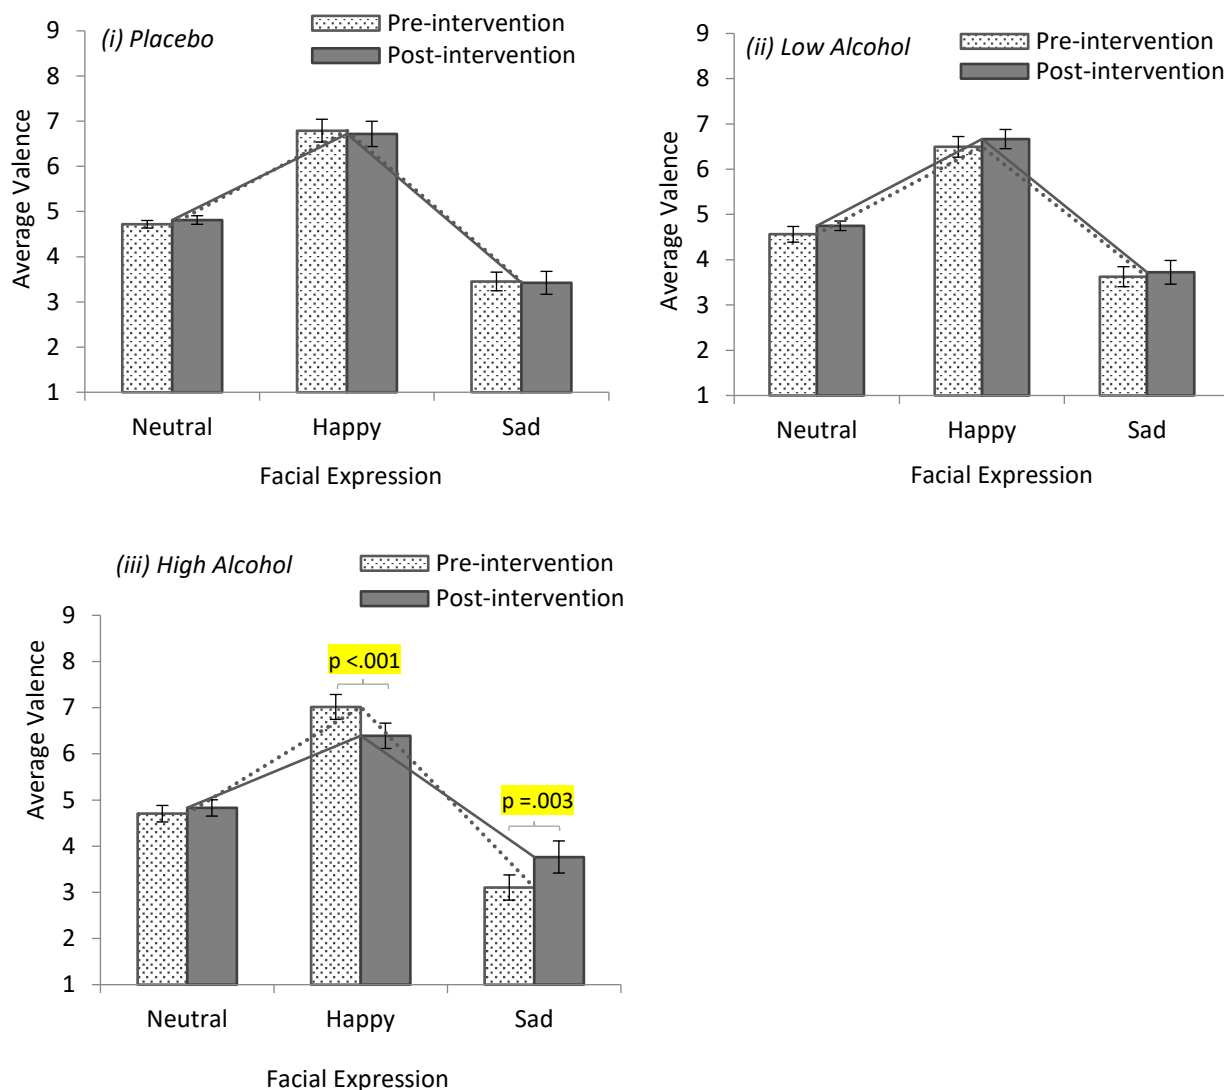 (i) Placebo
Pre-intervention
Post-intervention
Average Valence
9
8
7
6
5
4
3
2
1
Neutral Happy Sad
Facial Expression
(ii) Low Alcohol
Pre-intervention
Post-intervention
Average Valence
9
8
7
6
5
4
3
2
1
Neutral Happy Sad
Facial Expression
(iii) High Alcohol
Pre-intervention
Post-intervention
Average Valence
9
8
7
6
5
4
3
2
1
p <.001
p =.003
Neutral Happy Sad
Facial Expression